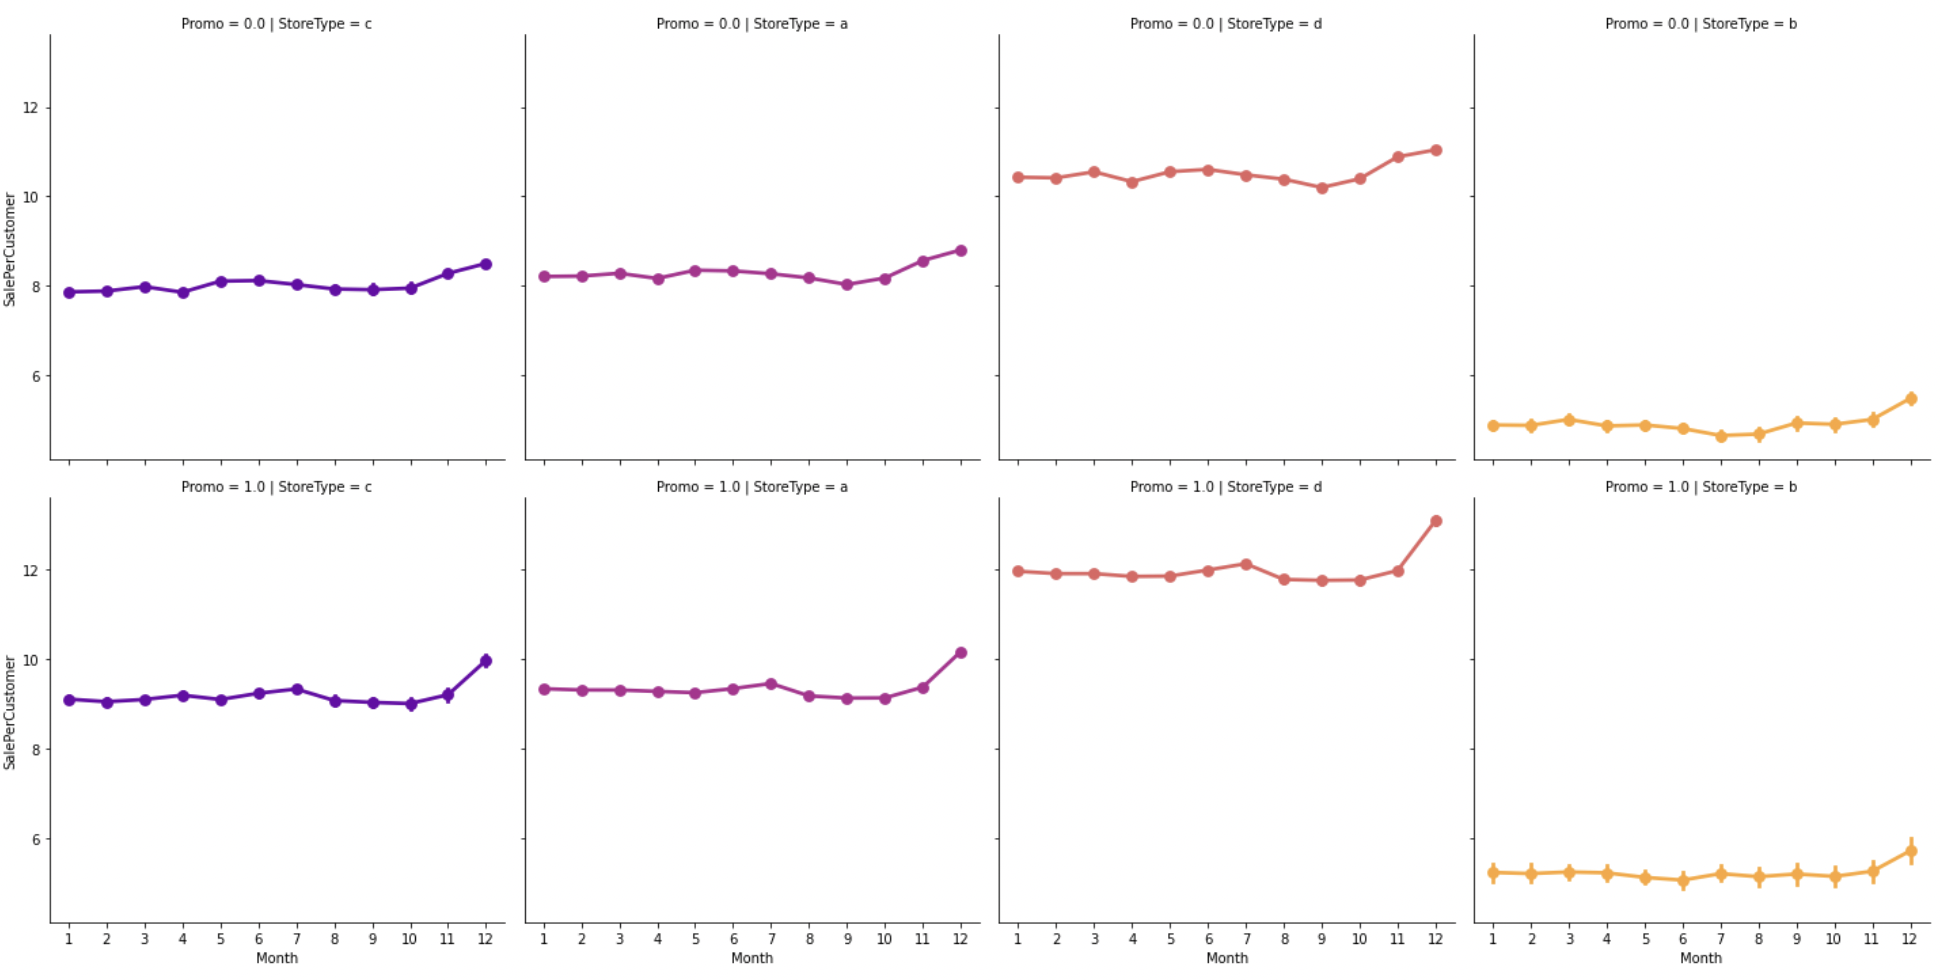 Promo = 0.0 | StoreType = c
Promo = 0.0 | StoreType = a
Promo = 0.0 | StoreType = d
Promo = 0.0 | StoreType = b
12
10
8
6
SalePerCustomer
Promo = 1.0 | StoreType = c
Promo = 1.0 | StoreType = a
Promo = 1.0 | StoreType = d
Promo = 1.0 | StoreType = b
12
10
8
6
SalePerCustomer
1 2 3 4 5 6 7 8 9 10 11 12
Month
1 2 3 4 5 6 7 8 9 10 11 12
Month
1 2 3 4 5 6 7 8 9 10 11 12
Month
1 2 3 4 5 6 7 8 9 10 11 12
Month